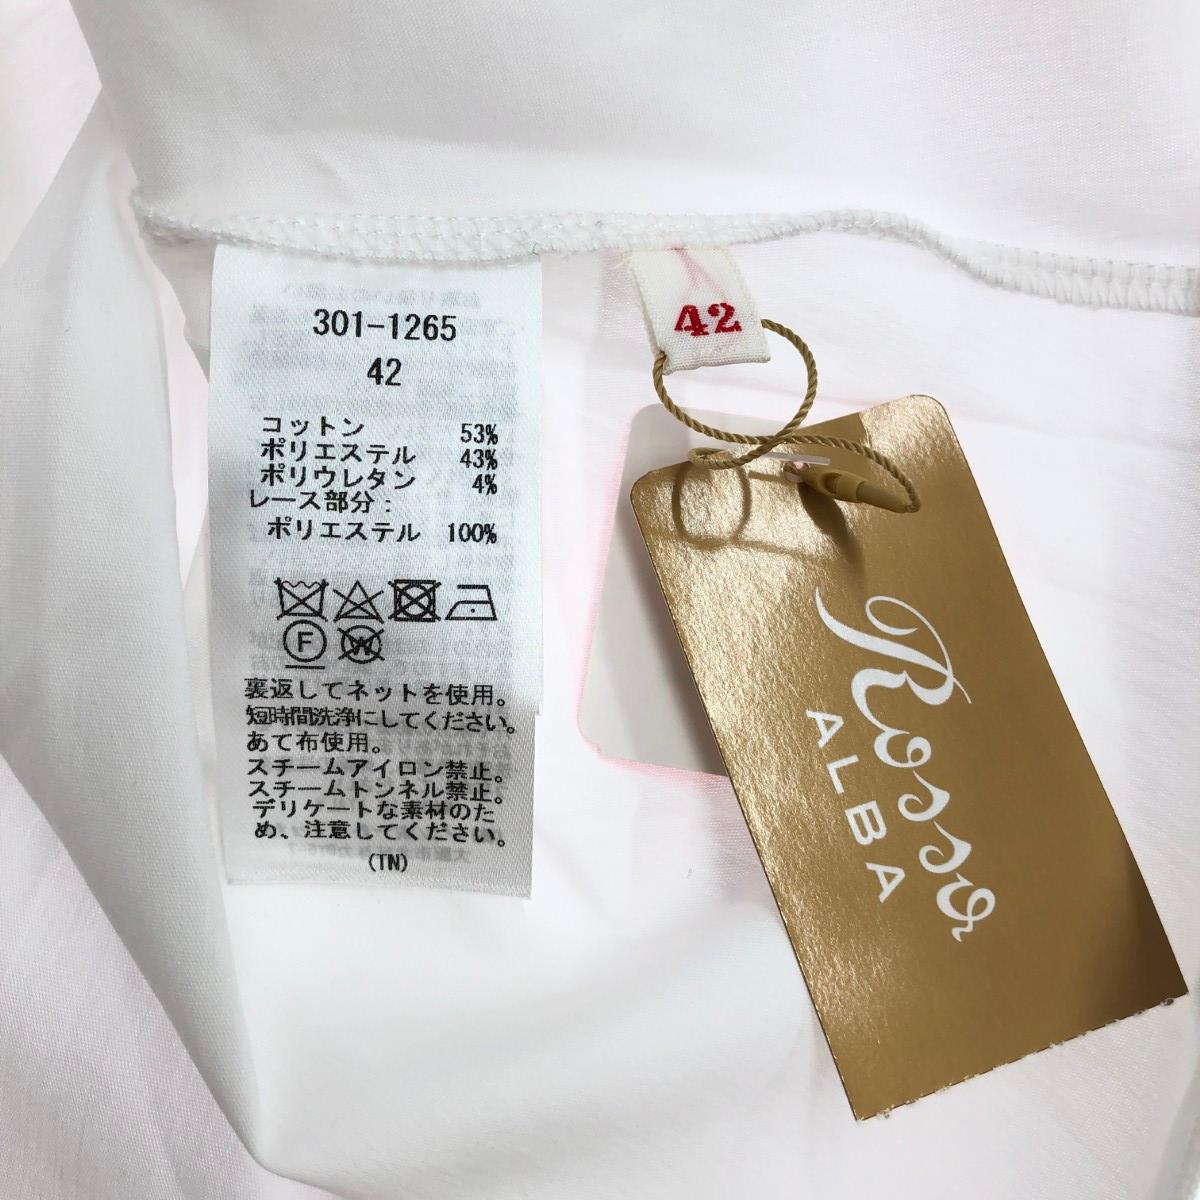 301-1265
42
コットン 53%
ポリエステル 43%
ポリウレタン 4%
レース部分:
ポリエステル 100%
F
W
裏返してネットを使用。
短時間洗浄にしてください。
あて布使用。
スチームアイロン禁止。
スチームトンネル禁止。
デリケートな素材のた
め、注意してください。
(TN)
42
Rosso
ALBA